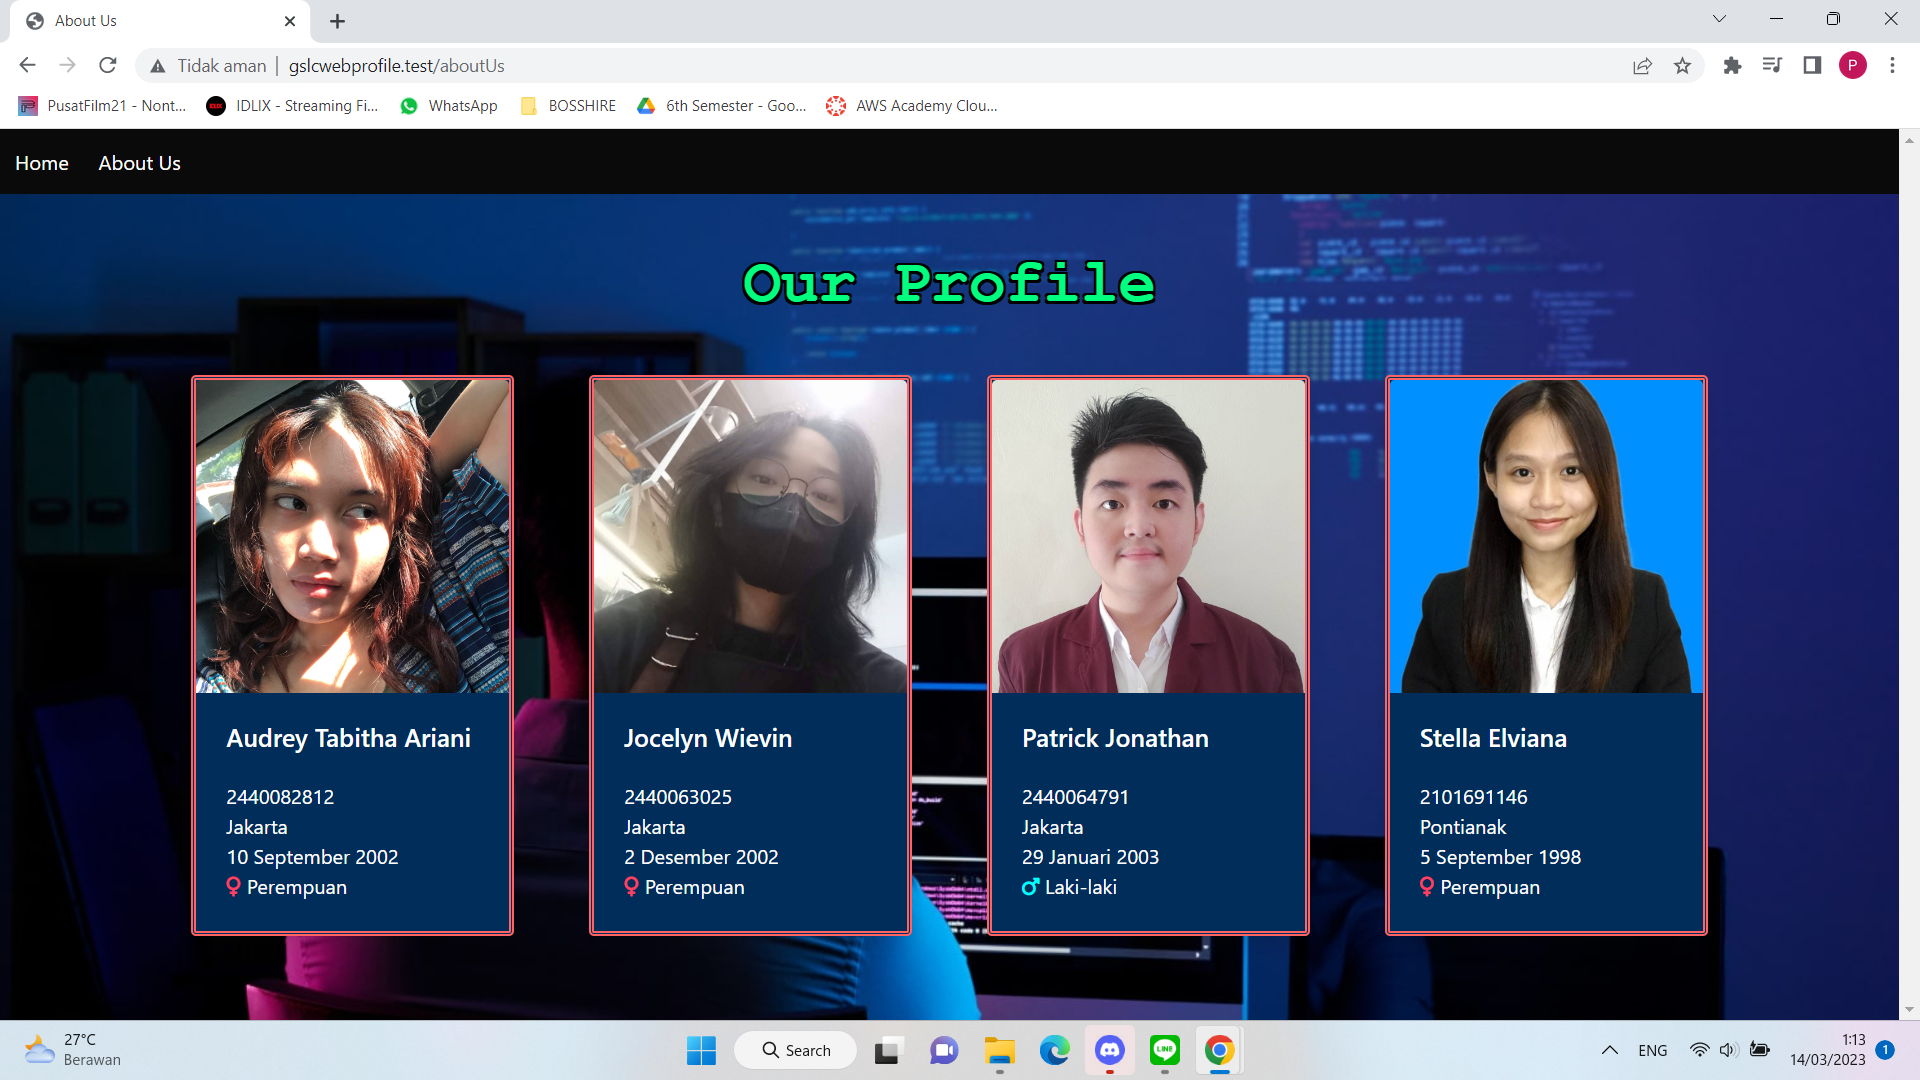 About Us
Tidak aman | gslcwebprofile.test/aboutUs
P
PusatFilm21 - Nont...
IDLIX - Streaming Fi...
WhatsApp
BOSSHIRE
6th Semester - Goo...
AWS Academy Clou...
Home
About Us
Our Profile
Audrey Tabitha Ariani
2440082812
Jakarta
10 September 2002
Perempuan
Jocelyn Wievin
2440063025
Jakarta
2 Desember 2002
Perempuan
Patrick Jonathan
2440064791
Jakarta
29 Januari 2003
Laki-laki
Stella Elviana
2101691146
Pontianak
5 September 1998
Perempuan
27°C
Berawan
Search
LINE
ENG
1:13
14/03/2023
1